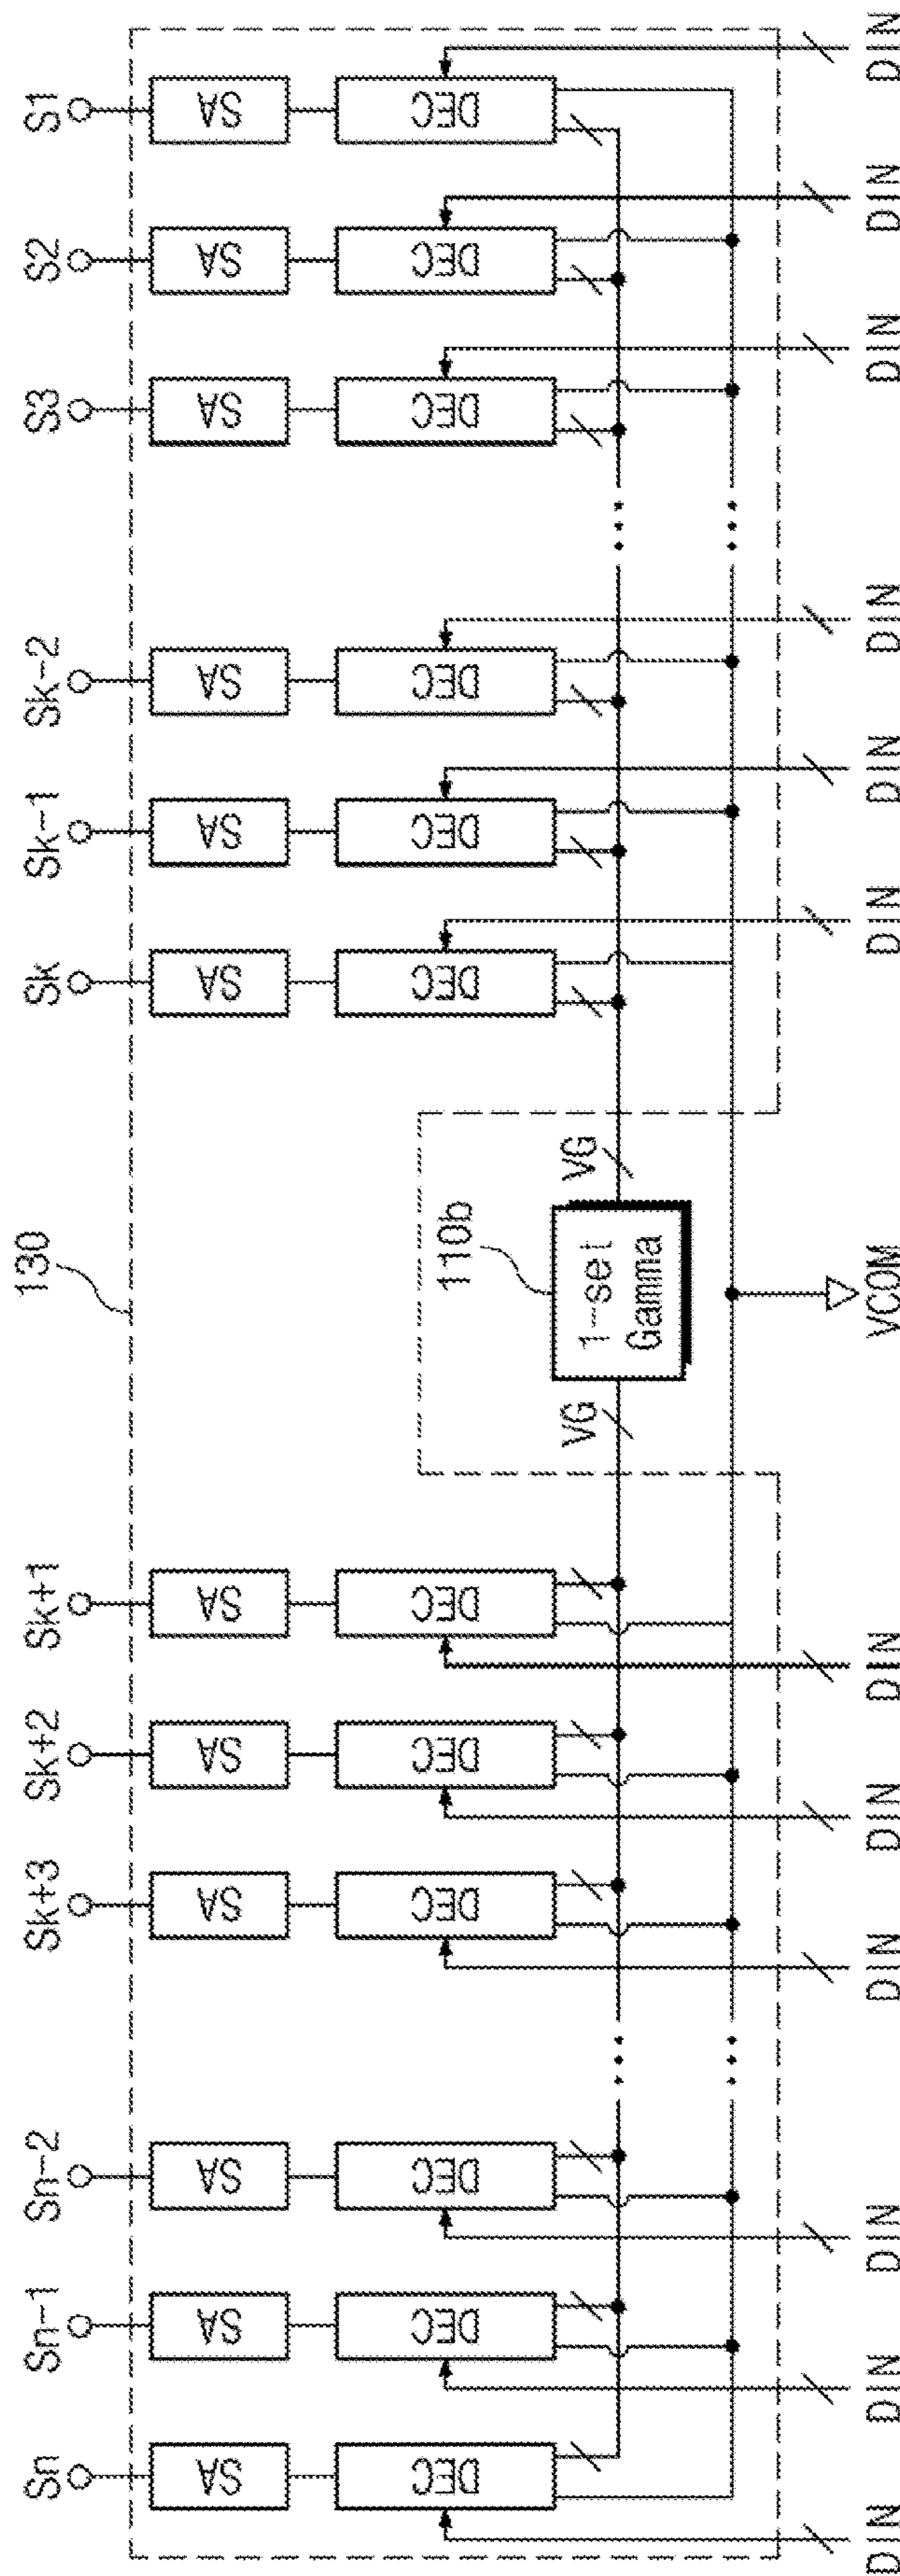 Sn
Sn-1
Sn-2
Sk+3
Sk+2
Sk+1
130
Sk
Sk-1
Sk-2
S3
S2
S1
SA
SA
SA
SA
SA
SA
SA
SA
SA
SA
SA
SA
DEC
DEC
DEC
DEC
DEC
DEC
DEC
DEC
DEC
DEC
DEC
DEC
110b
VG
1-set
Gamma
VG
DIN
DIN
DIN
DIN
DIN
DIN
VCOM
DIN
DIN
DIN
DIN
DIN
DIN